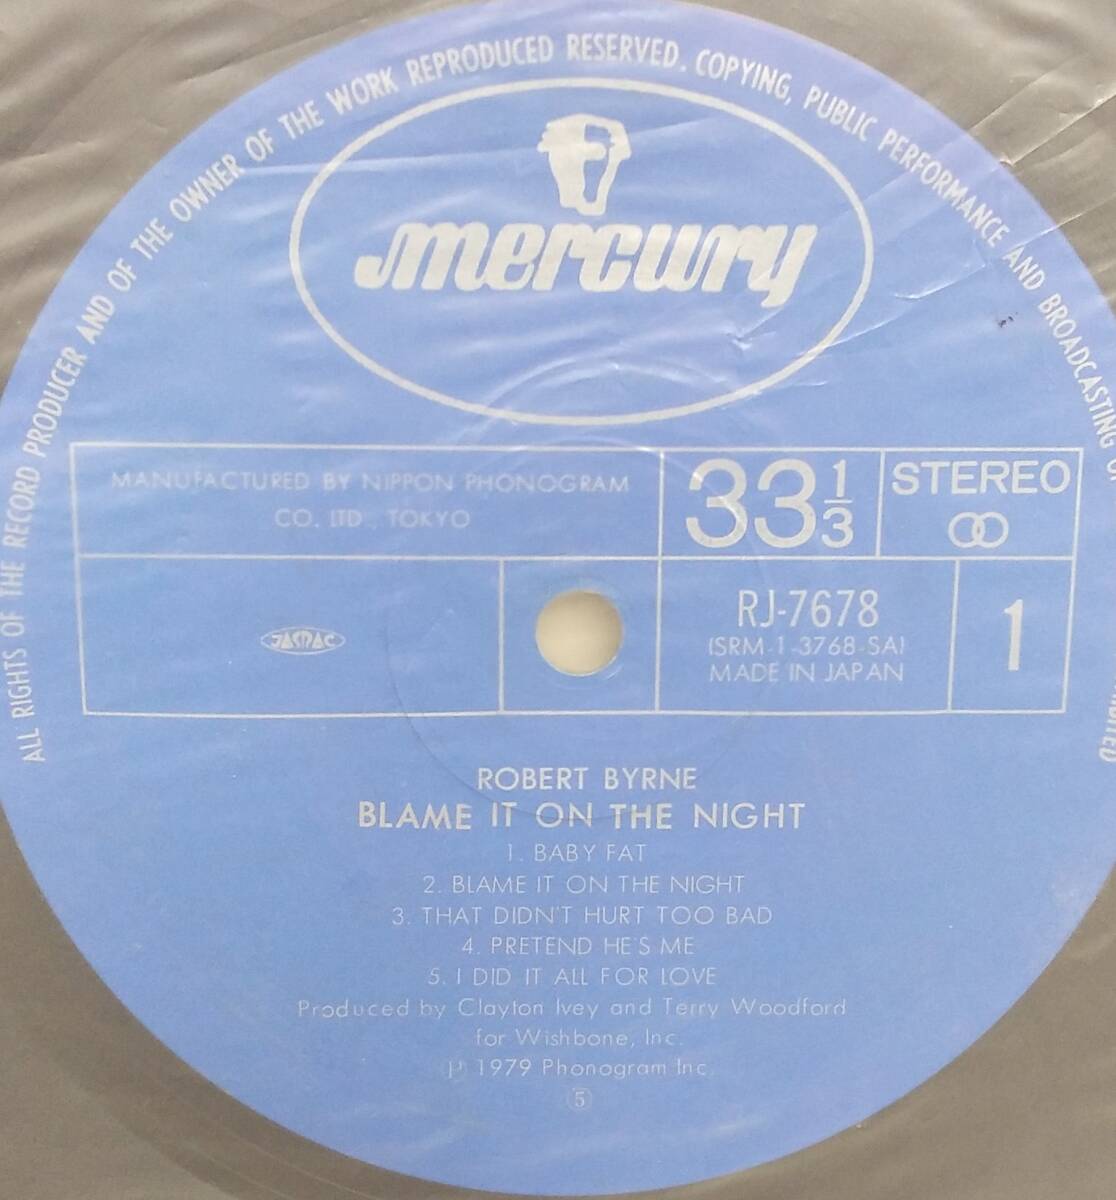 ALL RIGHTS OF THE RECORD PRODUCER AND OF THE OWNER OF THE WORK REPRODUCED RESERVED. COPYING, PUBLIC PERFORMANCE AND BROADCASTING
mercury
MANUFACTURED BY NIPPON PHONOGRAM
CO. LTD., TOKYO
33 1/3
STEREO
JASRAC
RJ-7678
(SRM-1-3768-SA)
MADE IN JAPAN
1
ROBERT BYRNE
BLAME IT ON THE NIGHT
1. BABY FAT
2. BLAME IT ON THE NIGHT
3. THAT DIDN'T HURT TOO BAD
4. PRETEND HE'S ME
5. I DID IT ALL FOR LOVE
Produced by Clayton Ivey and Terry Woodford
for Wishbone, Inc.
Ⓟ 1979 Phonogram Inc.
⑤